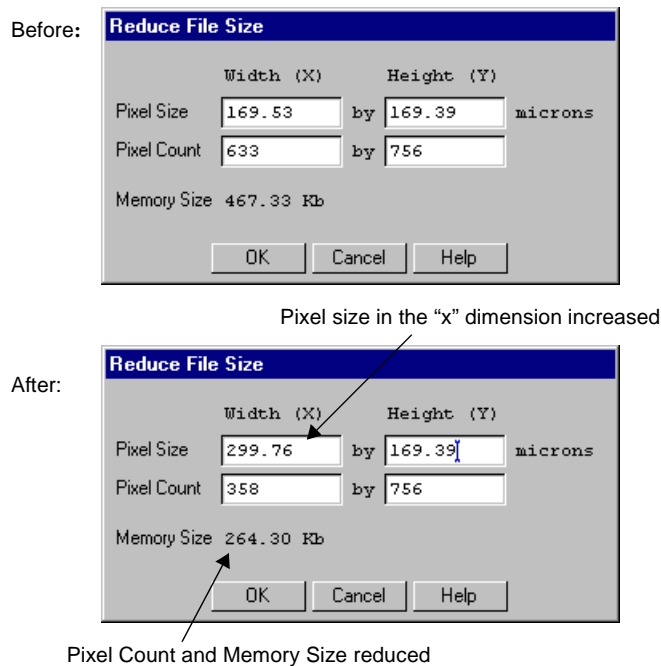 Before:
Reduce File Size
Width (X) Height (Y)
Pixel Size 169.53 by 169.39 microns
Pixel Count 633 by 756
Memory Size 467.33 Kb
OK Cancel Help
Pixel size in the “x” dimension increased
After:
Reduce File Size
Width (X) Height (Y)
Pixel Size 299.76 by 169.39 microns
Pixel Count 358 by 756
Memory Size 264.30 Kb
OK Cancel Help
Pixel Count and Memory Size reduced